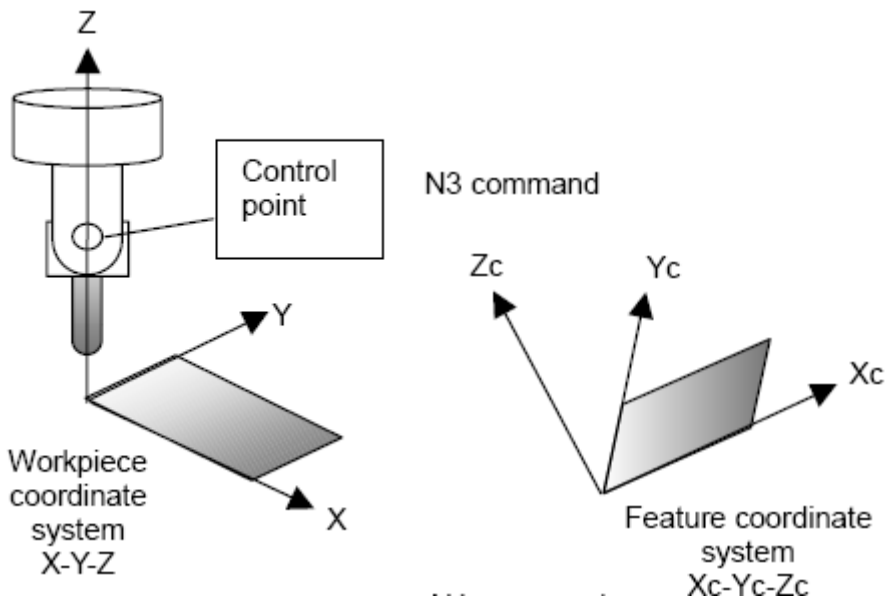 Z
Control
point
N3 command
Zc
Yc
Y
Xc
Workpiece
coordinate
system
X-Y-Z
X
Feature coordinate
system
Xc-Yc-Zc